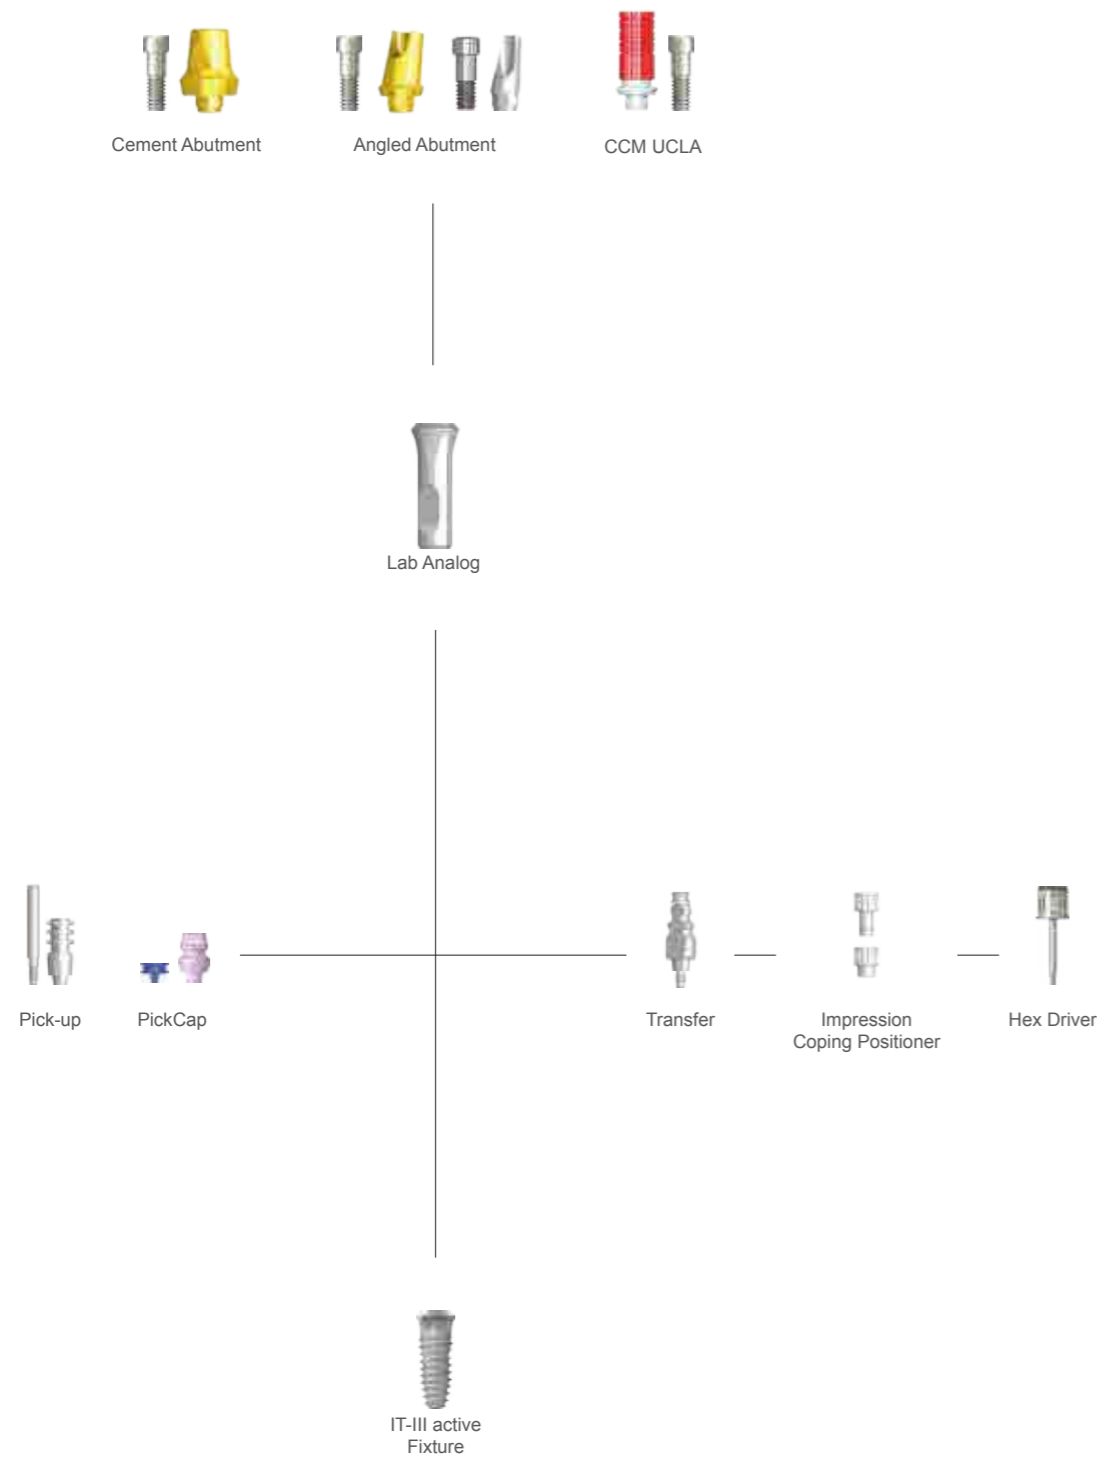 Cement Abutment
Angled Abutment
CCM UCLA
Lab Analog
Pick-up
PickCap
Transfer
Impression
Coping Positioner
Hex Driver
IT-III active
Fixture